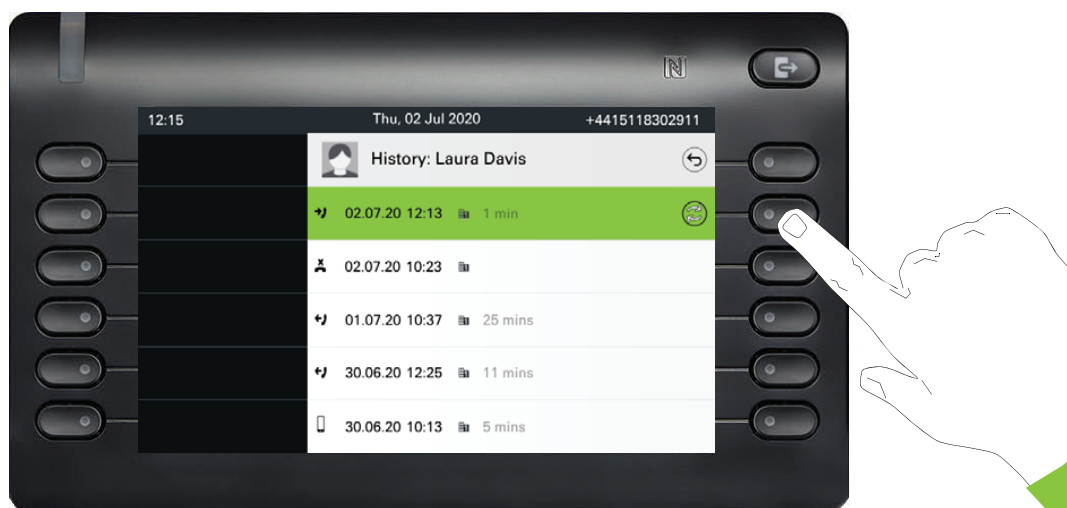 12:15 Thu, 02 Jul 2020 +4415118302911
History: Laura Davis
02.07.20 12:13 1 min
02.07.20 10:23
01.07.20 10:37 25 mins
30.06.20 12:25 11 mins
30.06.20 10:13 5 mins